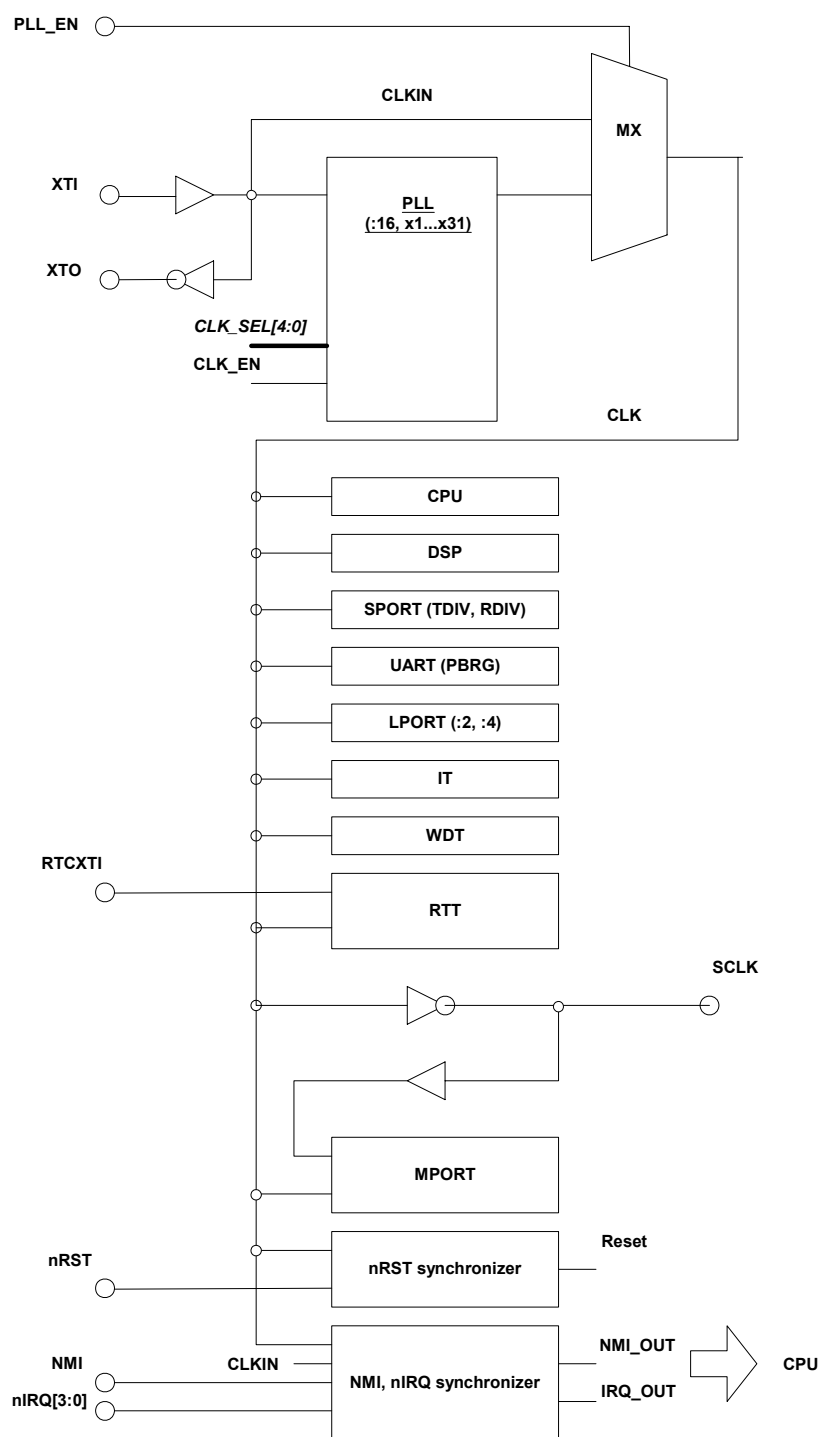 PLL_EN
CLKIN
MX
XTI
PLL
(:16, x1...x31)
XTO
CLK_SEL[4:0]
CLK_EN
CLK
CPU
DSP
SPORT (TDIV, RDIV)
UART (PBRG)
LPORT (:2, :4)
IT
WDT
RTCXTI
RTT
SCLK
MPORT
nRST
nRST synchronizer
Reset
NMI
CLKIN
NMI, nIRQ synchronizer
NMI_OUT
CPU
nIRQ[3:0]
IRQ_OUT